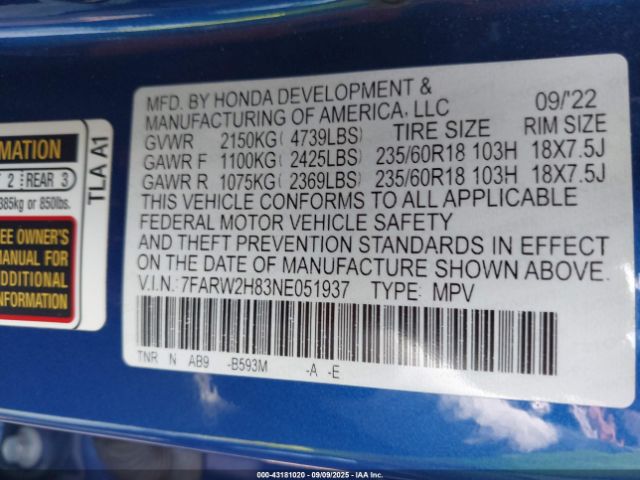 MFD. BY HONDA DEVELOPMENT &
MANUFACTURING OF AMERICA, LLC 09/'22
GVWR 2150KG( 4739LBS) TIRE SIZE RIM SIZE
GAWR F 1100KG( 2425LBS) 235/60R18 103H 18X7.5J
GAWR R 1075KG( 2369LBS) 235/60R18 103H 18X7.5J
THIS VEHICLE CONFORMS TO ALL APPLICABLE
FEDERAL MOTOR VEHICLE SAFETY
AND THEFT PREVENTION STANDARDS IN EFFECT
ON THE DATE OF MANUFACTURE SHOWN ABOVE.
V.I.N.:7FARW2H83NE051937 TYPE: MPV
TNR N AB9 -B593M -A -E
MATION
2 REAR 3
385kg or 850lbs.
EE OWNER'S
MANUAL FOR
ADDITIONAL
FORMATION
TLA A1
000-43181020 - 09/09/2025 - IAA Inc.